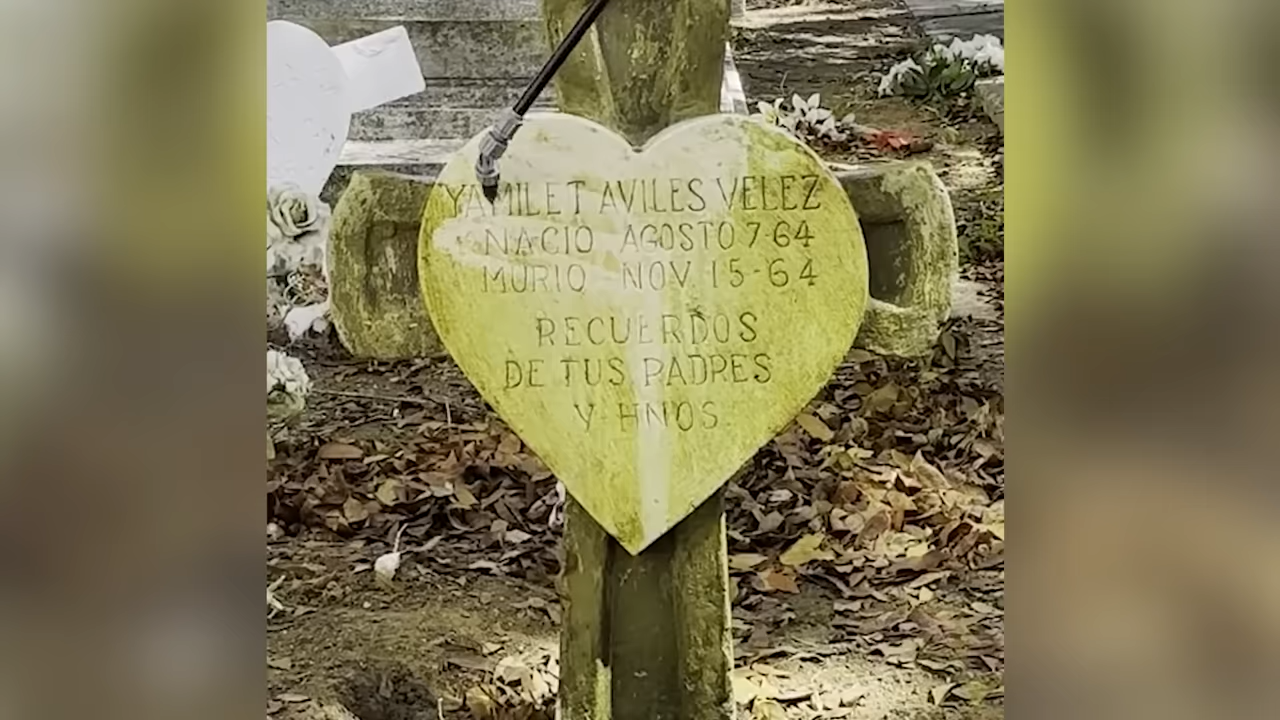 YAMILET AVILES VELEZ
NACIO AGOSTO 7-64
MURIO NOV. 15-64
RECUERDOS
DE TUS PADRES
Y HNOS.